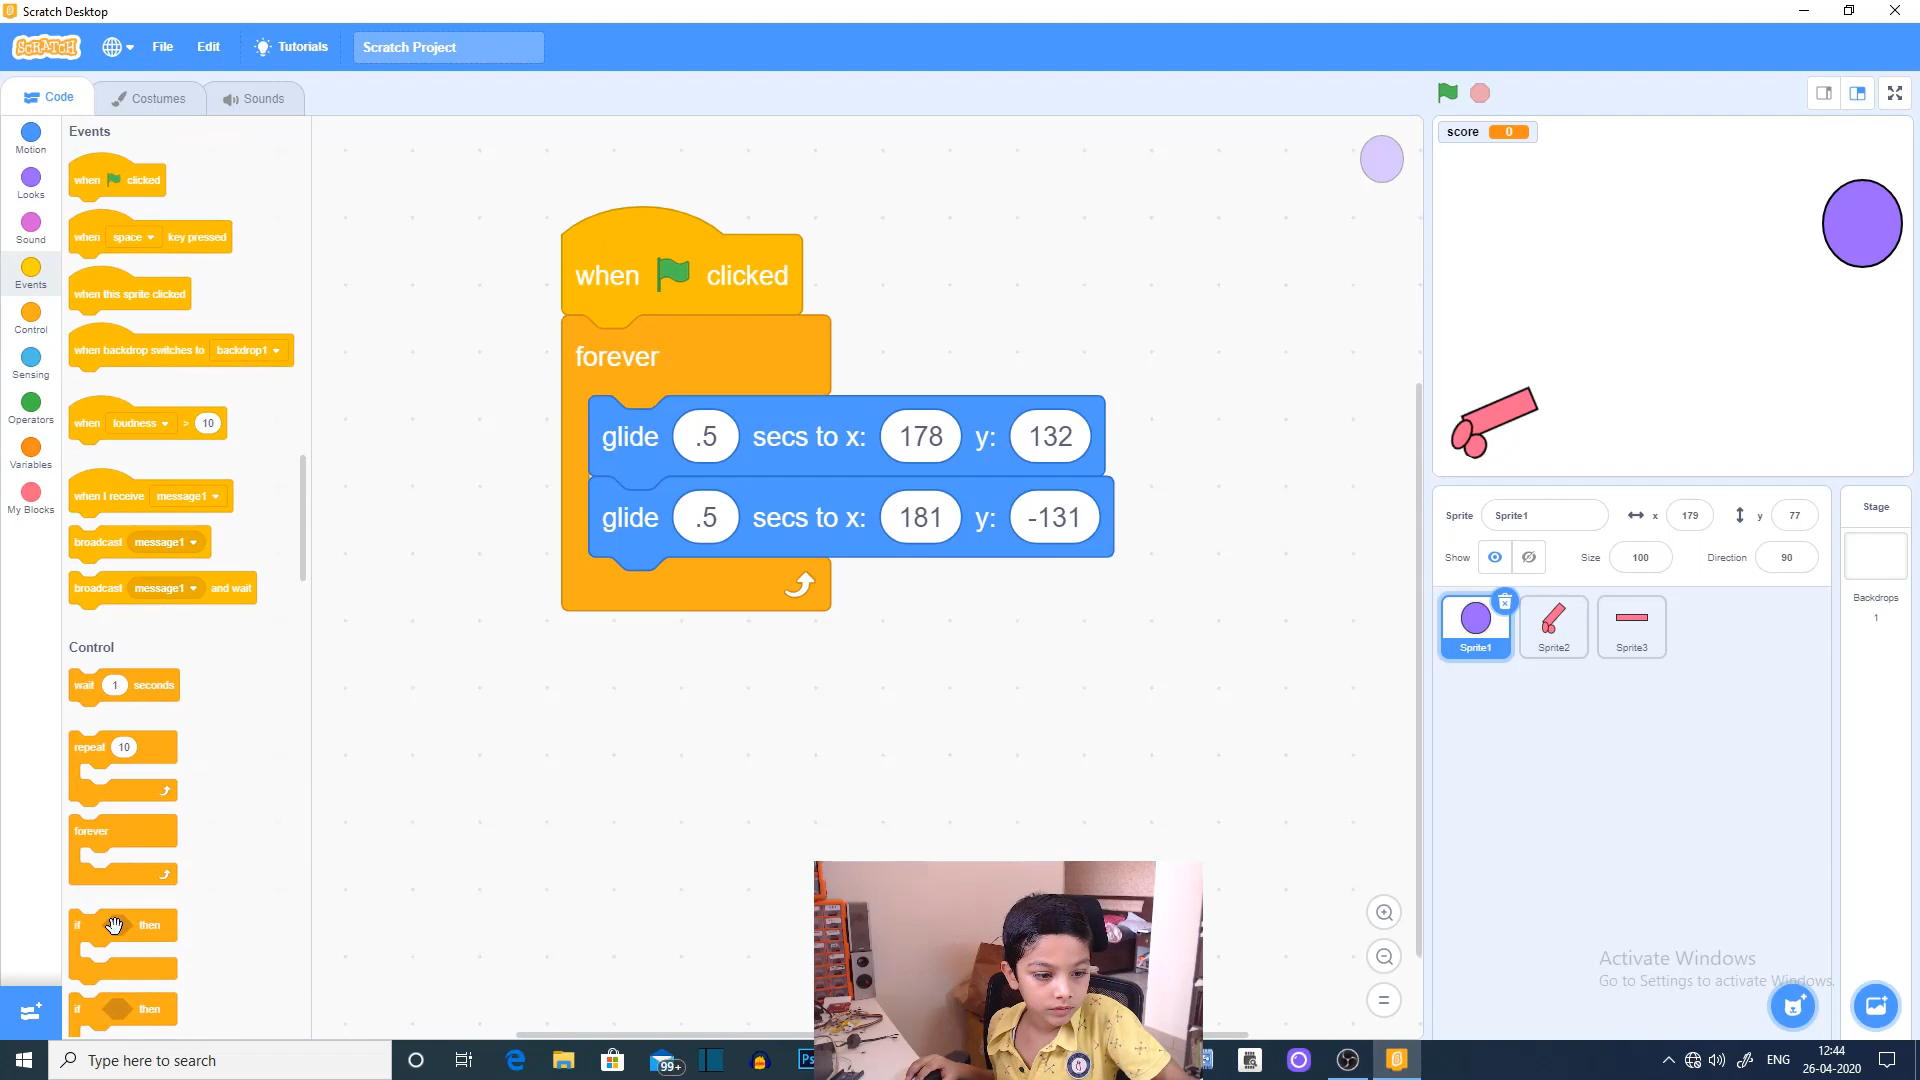 Scratch Desktop
SCRATCH File Edit Tutorials Scratch Project
Code Costumes Sounds
Motion
Looks
Sound
Events
Control
Sensing
Operators
Variables
My Blocks
Events
when clicked
when space key pressed
when this sprite clicked
when backdrop switches to backdrop1
when loudness > 10
when I receive message1
broadcast message1
broadcast message1 and wait
Control
wait 1 seconds
repeat 10
forever
if then
if then
when clicked
forever
glide .5 secs to x: 178 y: 132
glide .5 secs to x: 181 y: -131
score 0
Sprite Sprite1 x 179 y 77
Show Size 100 Direction 90
Sprite1 Sprite2 Sprite3
Stage
Backdrops
1
Activate Windows
Go to Settings to activate Windows.
Type here to search
99+
Ps
ENG
12:44
26-04-2020